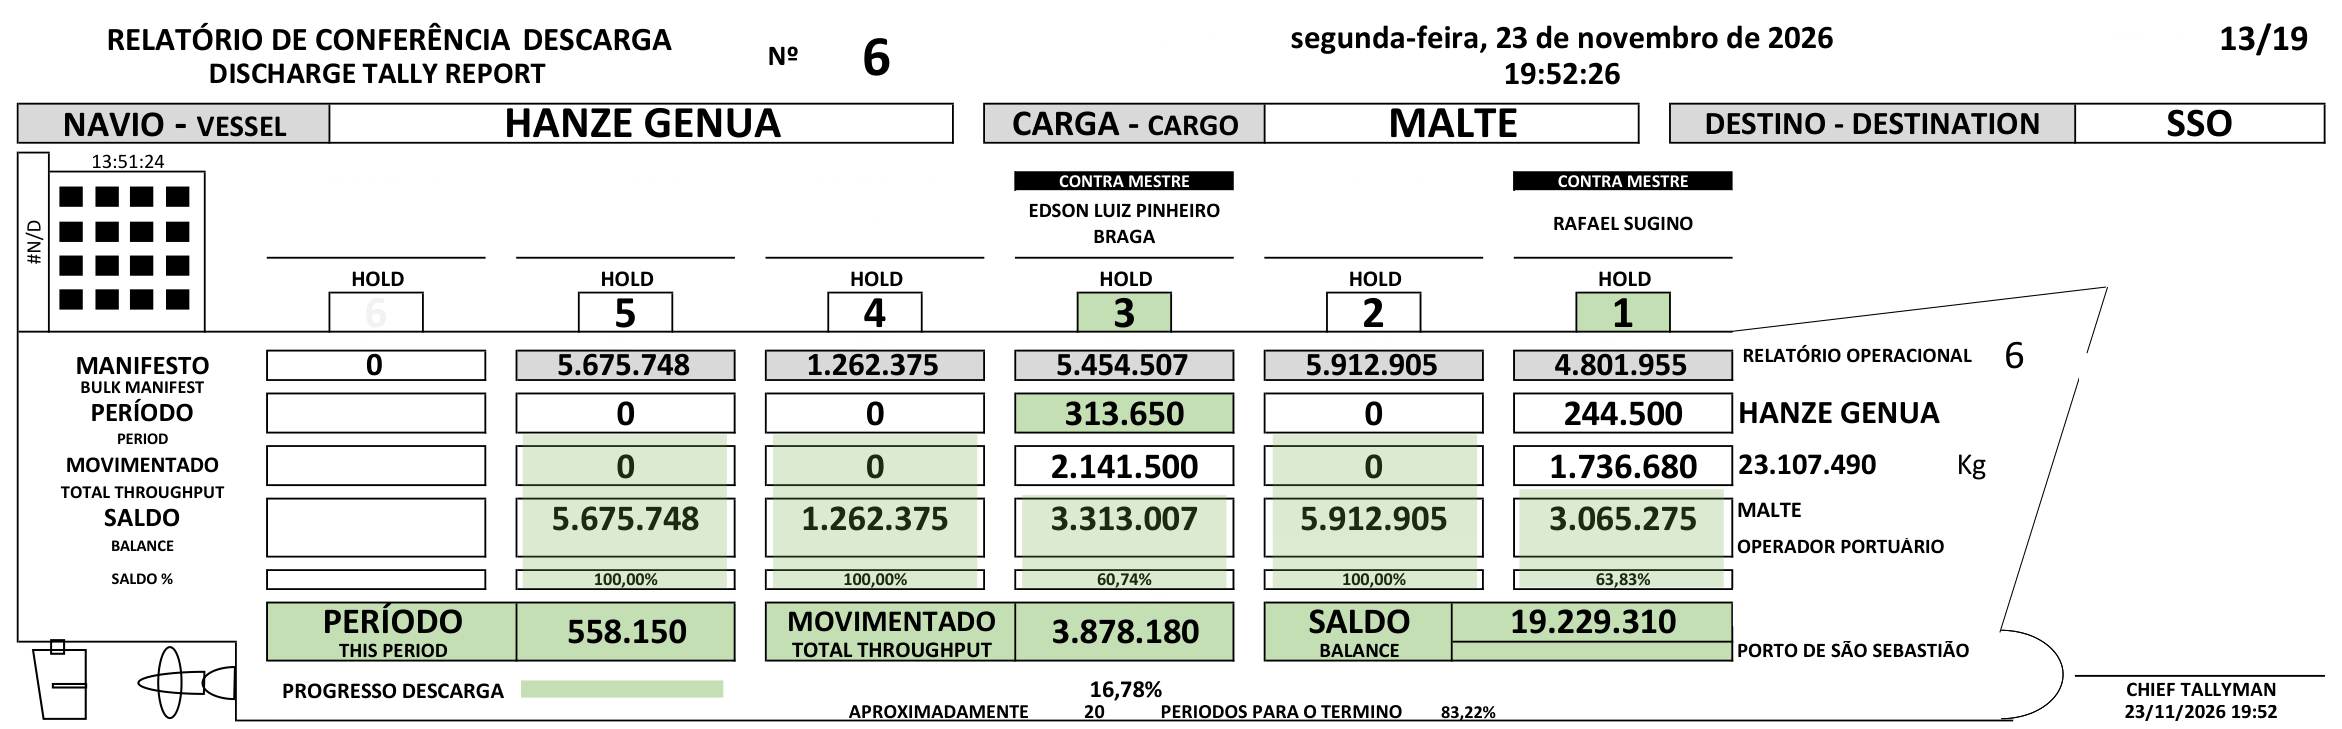 RELATÓRIO DE CONFERÊNCIA DESCARGA
DISCHARGE TALLY REPORT
Nº 6
segunda-feira, 23 de novembro de 2026
19:52:26
13/19
NAVIO - VESSEL HANZE GENUA CARGA - CARGO MALTE DESTINO - DESTINATION SSO
13:51:24
#N/D
CONTRA MESTRE CONTRA MESTRE
EDSON LUIZ PINHEIRO BRAGA
RAFAEL SUGINO
HOLD HOLD HOLD HOLD HOLD HOLD
6 5 4 3 2 1
MANIFESTO 0 5.675.748 1.262.375 5.454.507 5.912.905 4.801.955 RELATÓRIO OPERACIONAL 6
BULK MANIFEST
PERÍODO 0 0 313.650 0 244.500 HANZE GENUA
PERIOD
MOVIMENTADO 0 0 2.141.500 0 1.736.680 23.107.490 Kg
TOTAL THROUGHPUT
SALDO 5.675.748 1.262.375 3.313.007 5.912.905 3.065.275 MALTE
BALANCE OPERADOR PORTUÁRIO
SALDO % 100,00% 100,00% 60,74% 100,00% 63,83%
PERÍODO 558.150 MOVIMENTADO 3.878.180 SALDO 19.229.310
THIS PERIOD TOTAL THROUGHPUT BALANCE PORTO DE SÃO SEBASTIÃO
PROGRESSO DESCARGA 16,78%
APROXIMADAMENTE 20 PERIODOS PARA O TERMINO 83,22%
CHIEF TALLYMAN
23/11/2026 19:52